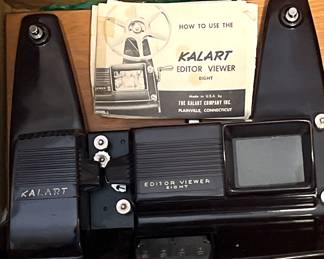 HOW TO USE THE
KALART
EDITOR VIEWER
EIGHT
Made in U.S.A. by
THE KALART COMPANY INC.
PLAINVILLE, CONNECTICUT
KALART
EDITOR VIEWER
EIGHT